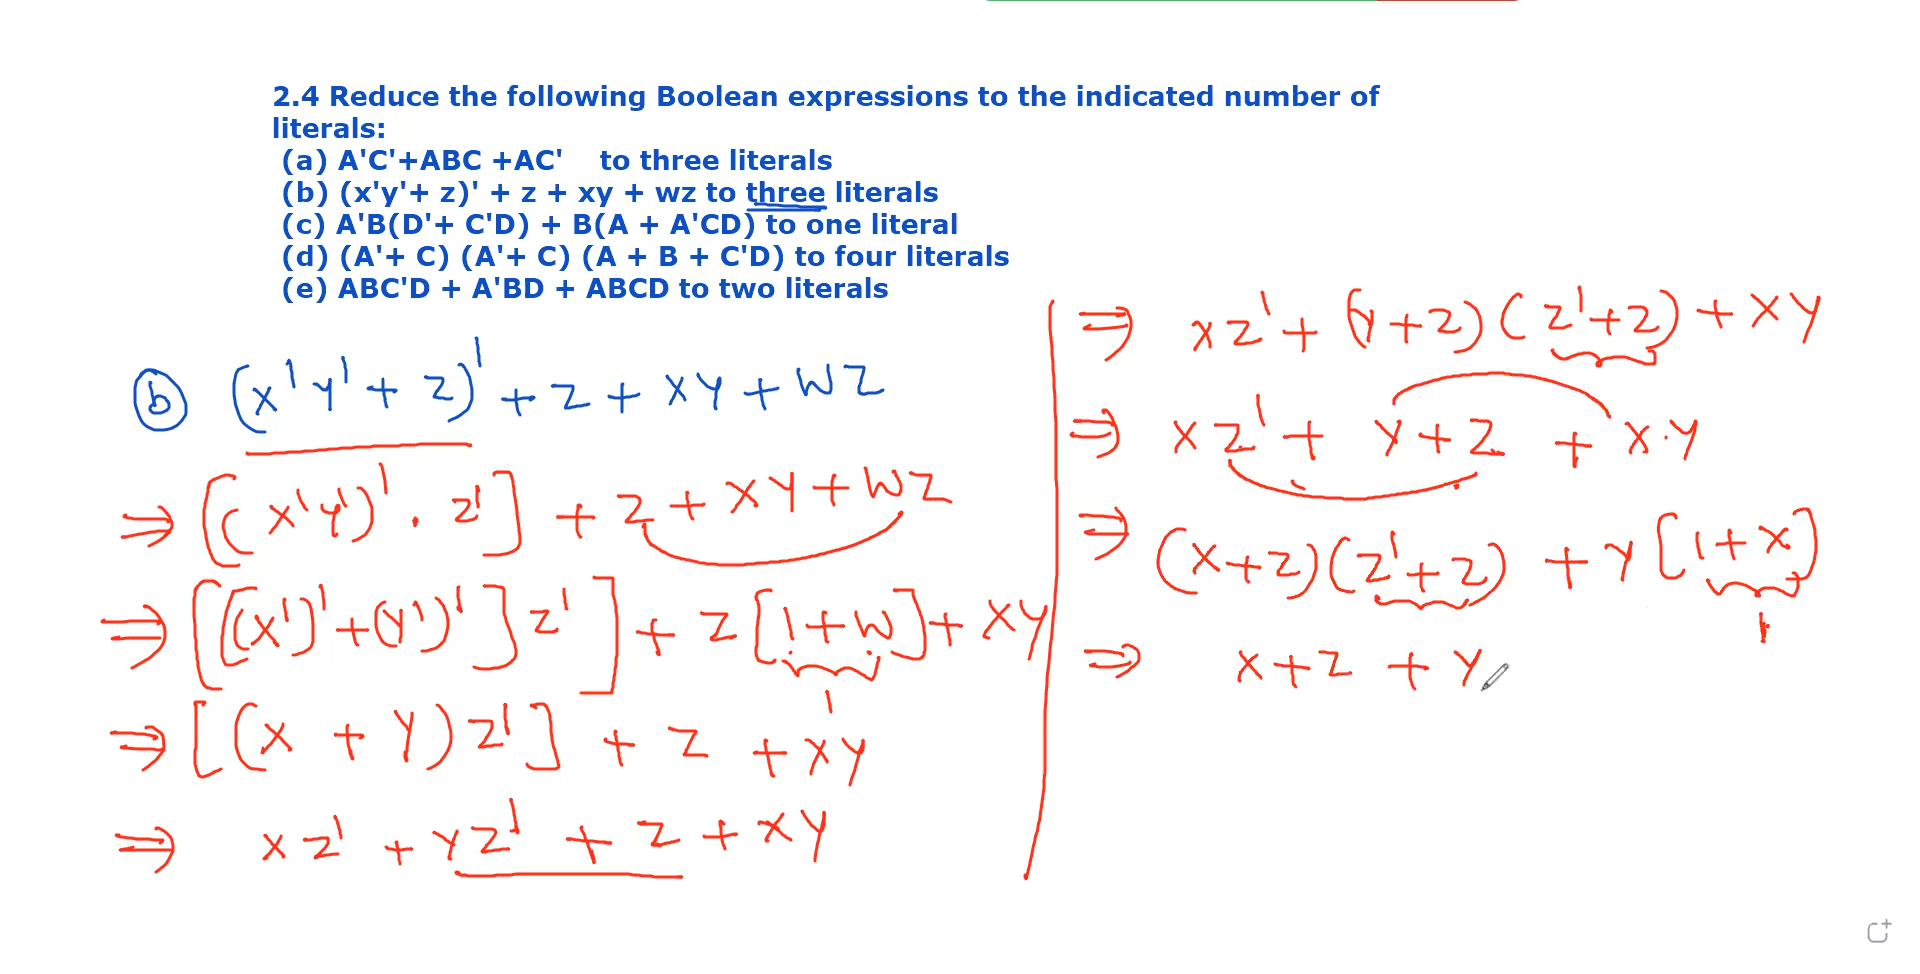 2.4 Reduce the following Boolean expressions to the indicated number of
literals:
(a) A'C'+ABC +AC' to three literals
(b) (x'y'+ z)' + z + xy + wz to three literals
(c) A'B(D'+ C'D) + B(A + A'CD) to one literal
(d) (A'+ C) (A'+ C) (A + B + C'D) to four literals
(e) ABC'D + A'BD + ABCD to two literals
(b) (x'y' + z)' + z + xy + wz
⇒ [(x'y')' . z'] + z + xy + wz
⇒ [[(x')' + (y')'] z'] + z [1+w] + xy
1
⇒ [(x + y) z'] + z + xy
⇒ xz' + yz' + z + xy
⇒ xz' + (y+z) (z'+z) + xy
⇒ xz' + y+z + x.y
⇒ (x+z)(z'+z) + y [1+x]
1
⇒ x+z + y